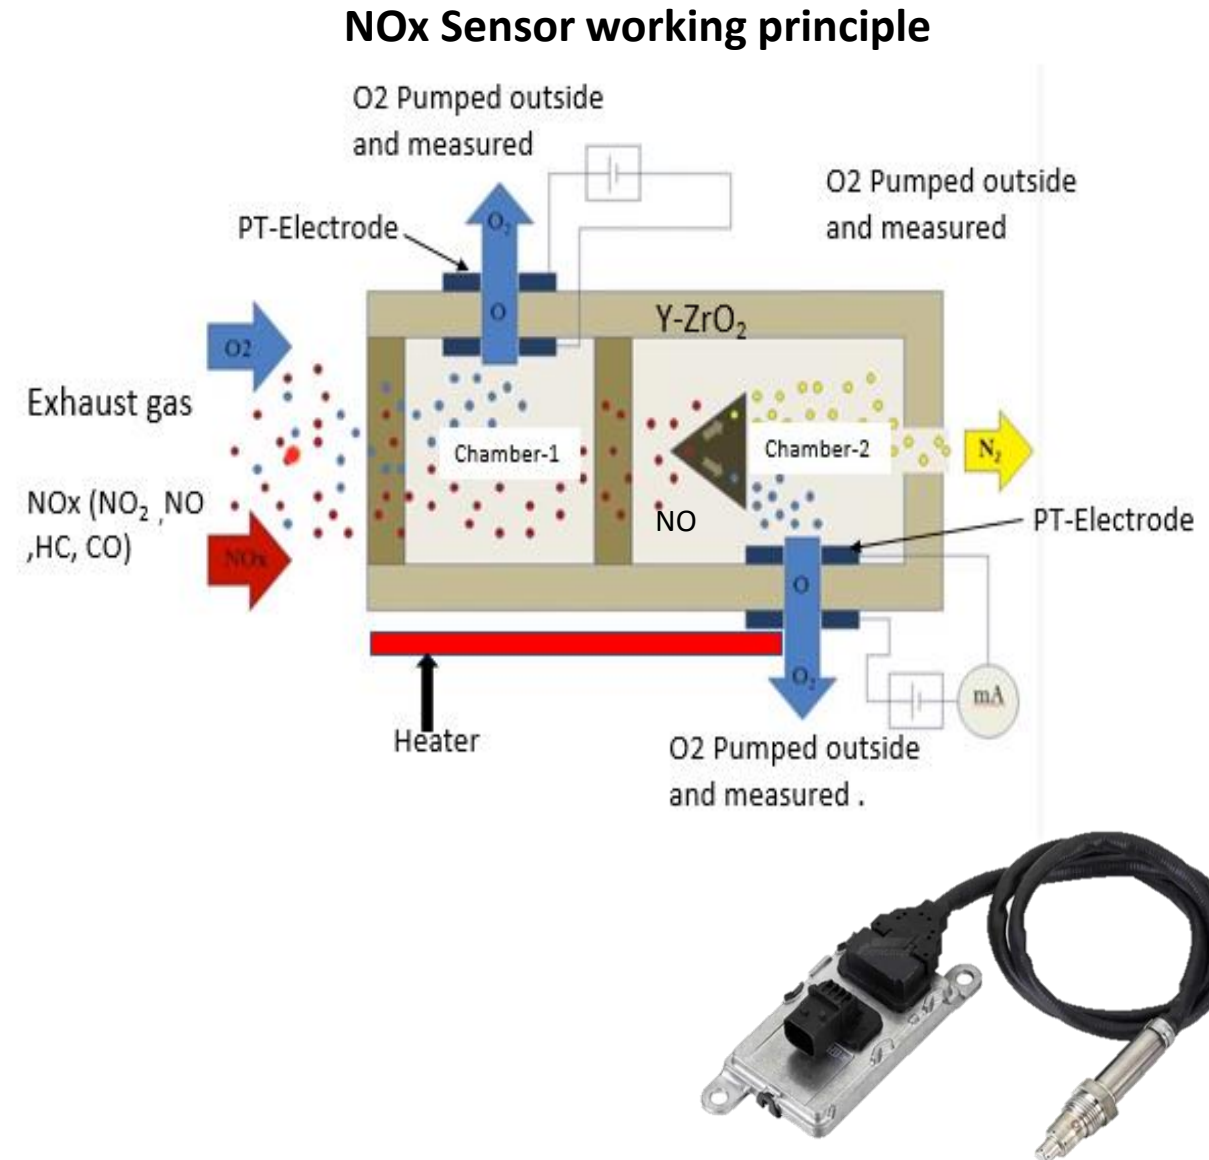 NOx Sensor working principle
O2 Pumped outside
and measured
O2 Pumped outside
and measured
PT-Electrode
O₂
O
Y-ZrO₂
O2
Exhaust gas
Chamber-1
Chamber-2
N₂
NOx (NO₂ ,NO
,HC, CO)
NO
PT-Electrode
NOx
O
O₂
mA
Heater
O2 Pumped outside
and measured .